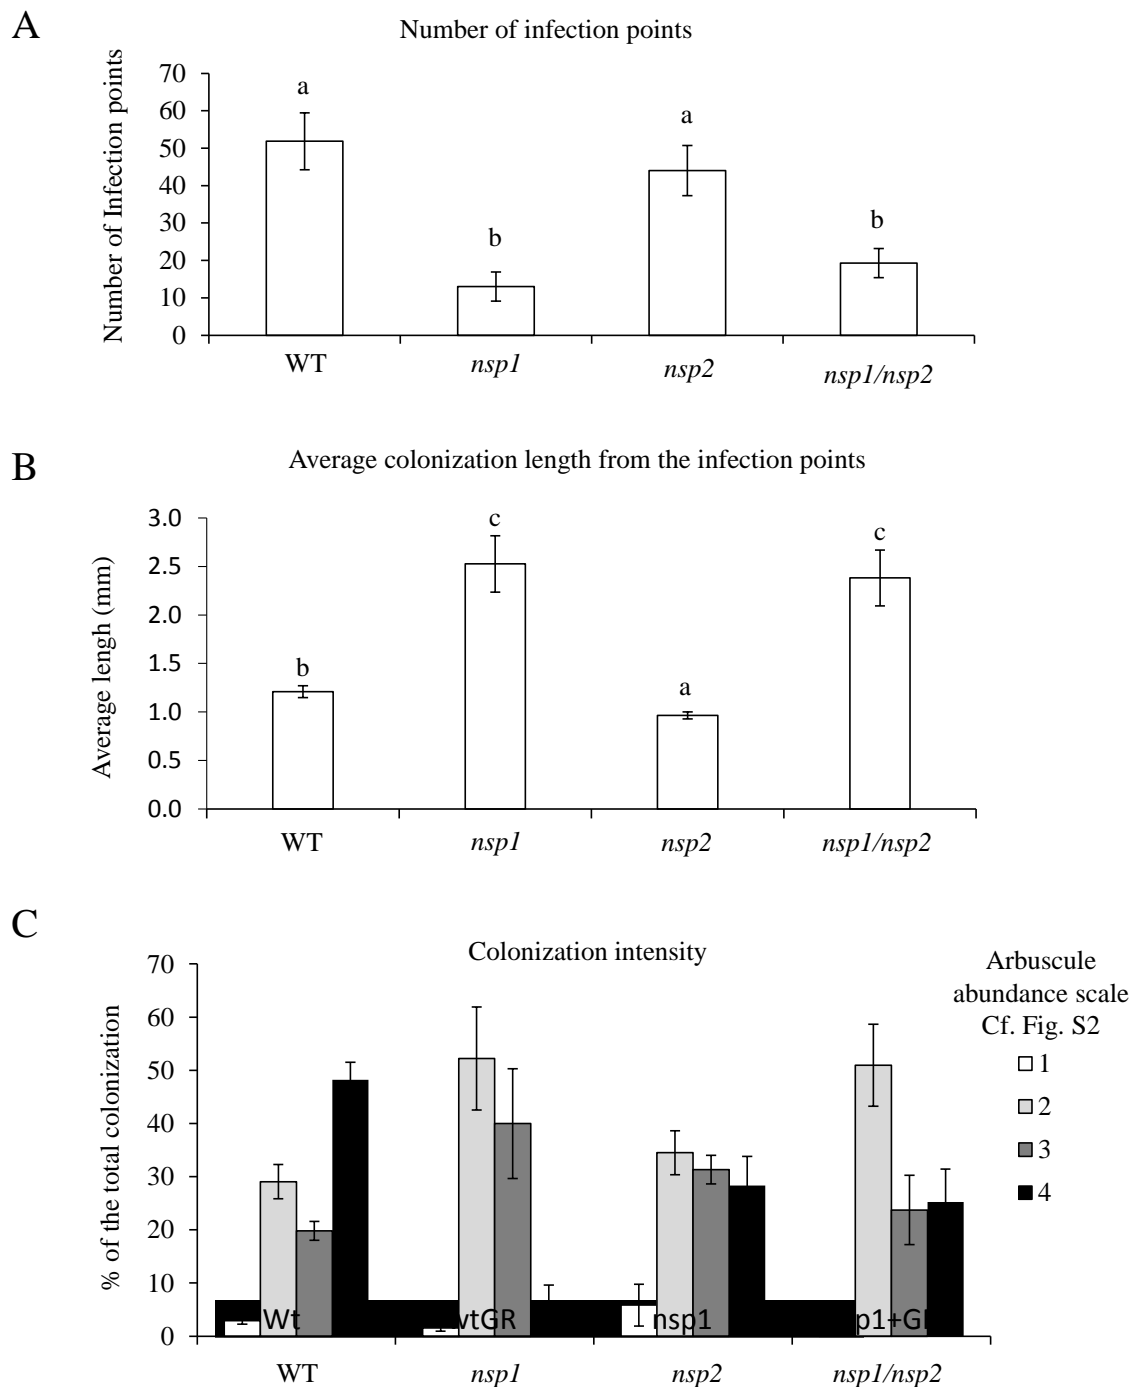 A
Number of infection points
Number of Infection points
70
60
50
40
30
20
10
0
a
b
a
b
WT
nsp1
nsp2
nsp1/nsp2
B
Average colonization length from the infection points
Average lengh (mm)
3.0
2.5
2.0
1.5
1.0
0.5
0.0
b
c
a
c
WT
nsp1
nsp2
nsp1/nsp2
C
Colonization intensity
% of the total colonization
70
60
50
40
30
20
10
0
Wt
nsp1
WT
nsp1
nsp2
nsp1/nsp2
Arbuscule
abundance scale
Cf. Fig. S2
1
2
3
4